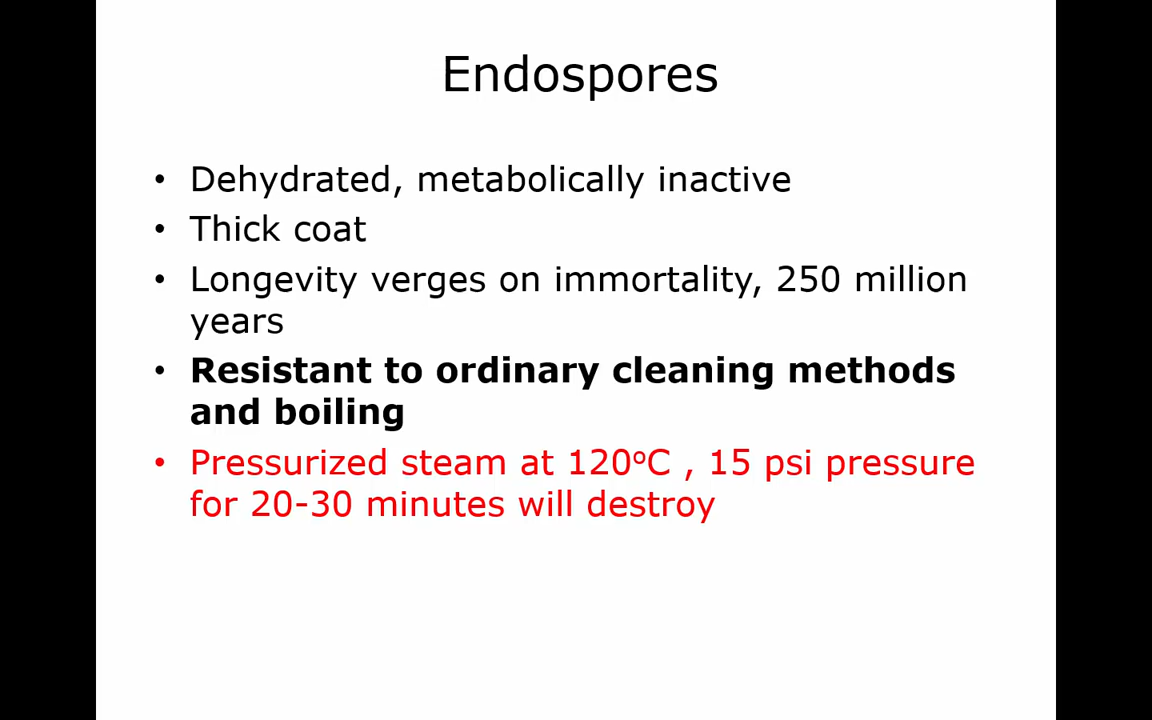 Endospores
• Dehydrated, metabolically inactive
• Thick coat
• Longevity verges on immortality, 250 million
years
• Resistant to ordinary cleaning methods
and boiling
• Pressurized steam at 120ºC , 15 psi pressure
for 20-30 minutes will destroy